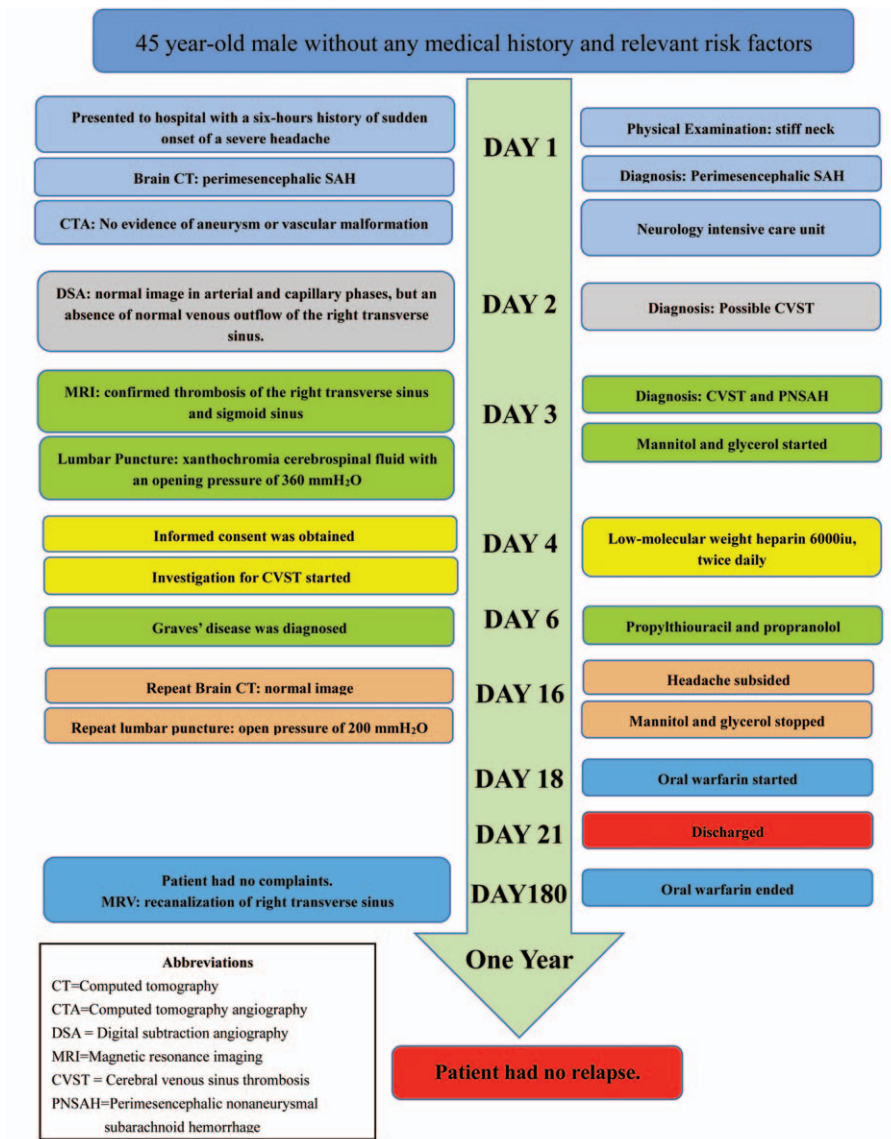 45 year-old male without any medical history and relevant risk factors
Presented to hospital with a six-hours history of sudden
onset of a severe headache
Brain CT: perimesencephalic SAH
CTA: No evidence of aneurysm or vascular malformation
DAY 1
Physical Examination: stiff neck
Diagnosis: Perimesencephalic SAH
Neurology intensive care unit
DSA: normal image in arterial and capillary phases, but an
absence of normal venous outflow of the right transverse
sinus.
DAY 2
Diagnosis: Possible CVST
MRI: confirmed thrombosis of the right transverse sinus
and sigmoid sinus
Lumbar Puncture: xanthochromia cerebrospinal fluid with
an opening pressure of 360 mmH₂O
DAY 3
Diagnosis: CVST and PNSAH
Mannitol and glycerol started
Informed consent was obtained
Investigation for CVST started
DAY 4
Low-molecular weight heparin 6000iu,
twice daily
Graves' disease was diagnosed
DAY 6
Propylthiouracil and propranolol
Repeat Brain CT: normal image
Repeat lumbar puncture: open pressure of 200 mmH₂O
DAY 16
Headache subsided
Mannitol and glycerol stopped
DAY 18
Oral warfarin started
DAY 21
Discharged
Patient had no complaints.
MRV: recanalization of right transverse sinus
DAY180
Oral warfarin ended
One Year
Patient had no relapse.
Abbreviations
CT=Computed tomography
CTA=Computed tomography angiography
DSA = Digital subtraction angiography
MRI=Magnetic resonance imaging
CVST = Cerebral venous sinus thrombosis
PNSAH=Perimesencephalic nonaneurysmal
subarachnoid hemorrhage